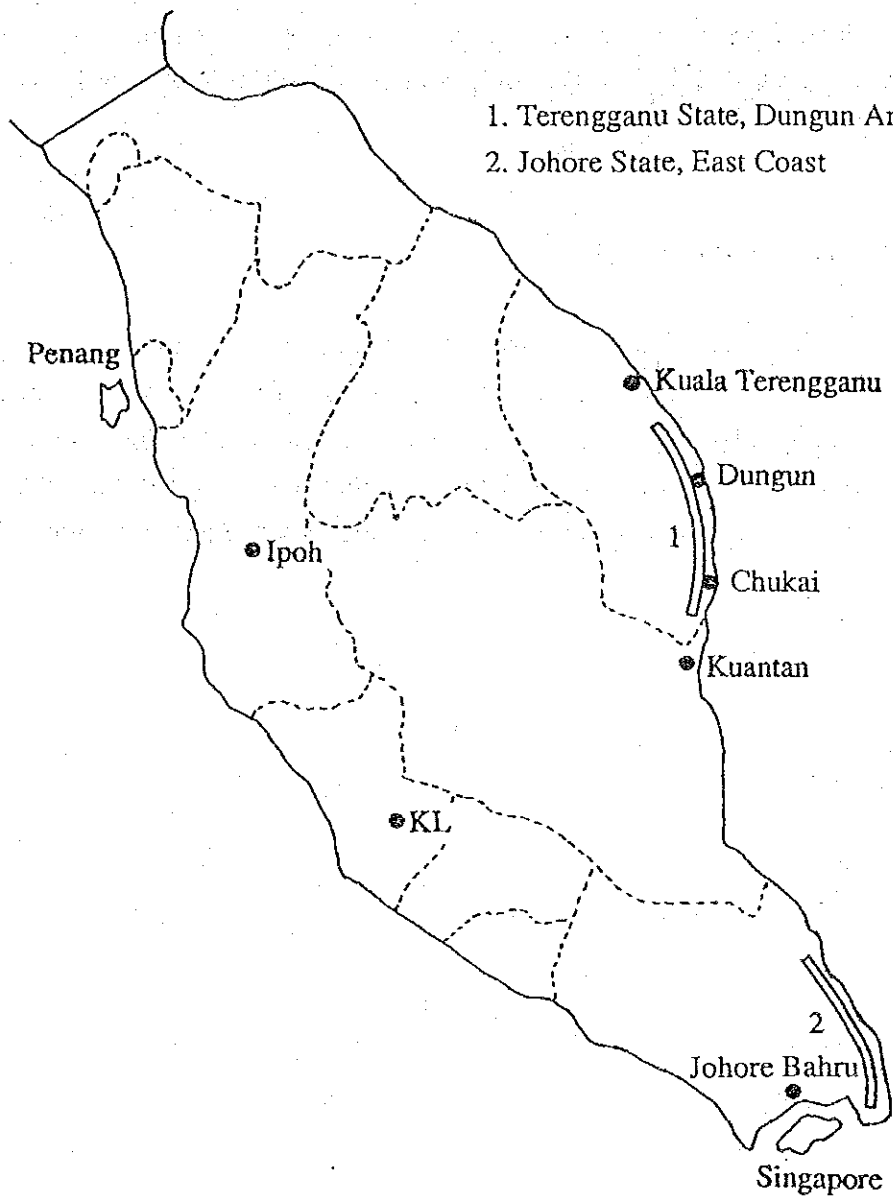 1. Terengganu State, Dungun
2. Johore State, East Coast
Penang
Kuala Terengganu
Dungun
1
Ipoh
Chukai
Kuantan
KL
2
Johore Bahru
Singapore